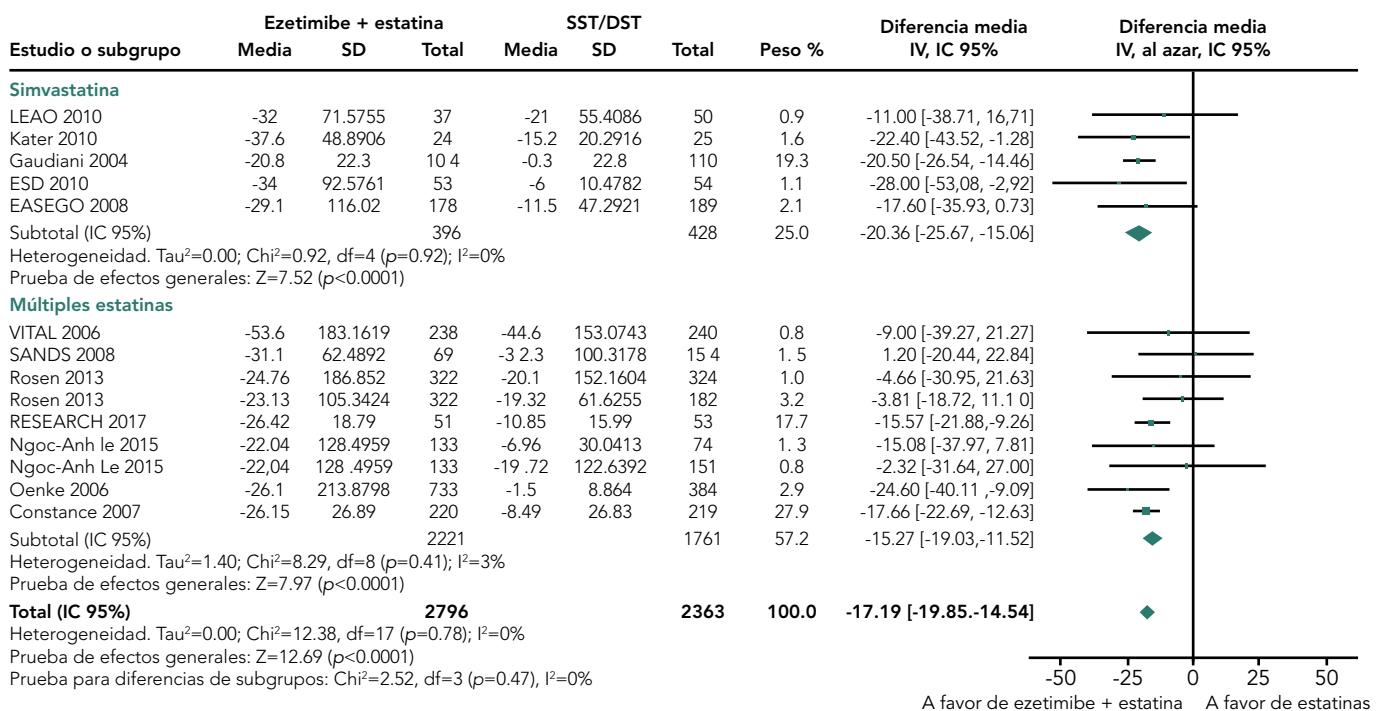 Ezetimibe + estatina SST/DST Diferencia media Diferencia media
Estudio o subgrupo Media SD Total Media SD Total Peso % IV, IC 95% IV, al azar, IC 95%
Simvastatina
LEAO 2010 -32 71.5755 37 -21 55.4086 50 0.9 -11.00 [-38.71, 16,71]
Kater 2010 -37.6 48.8906 24 -15.2 20.2916 25 1.6 -22.40 [-43.52, -1.28]
Gaudiani 2004 -20.8 22.3 10 4 -0.3 22.8 110 19.3 -20.50 [-26.54, -14.46]
ESD 2010 -34 92.5761 53 -6 10.4782 54 1.1 -28.00 [-53,08, -2,92]
EASEGO 2008 -29.1 116.02 178 -11.5 47.2921 189 2.1 -17.60 [-35.93, 0.73]
Subtotal (IC 95%) 396 428 25.0 -20.36 [-25.67, -15.06]
Heterogeneidad. Tau²=0.00; Chi²=0.92, df=4 (p=0.92); I²=0%
Prueba de efectos generales: Z=7.52 (p<0.0001)
Múltiples estatinas
VITAL 2006 -53.6 183.1619 238 -44.6 153.0743 240 0.8 -9.00 [-39.27, 21.27]
SANDS 2008 -31.1 62.4892 69 -3 2.3 100.3178 15 4 1. 5 1.20 [-20.44, 22.84]
Rosen 2013 -24.76 186.852 322 -20.1 152.1604 324 1.0 -4.66 [-30.95, 21.63]
Rosen 2013 -23.13 105.3424 322 -19.32 61.6255 182 3.2 -3.81 [-18.72, 11.1 0]
RESEARCH 2017 -26.42 18.79 51 -10.85 15.99 53 17.7 -15.57 [-21.88,-9.26]
Ngoc-Anh le 2015 -22.04 128.4959 133 -6.96 30.0413 74 1. 3 -15.08 [-37.97, 7.81]
Ngoc-Anh Le 2015 -22,04 128 .4959 133 -19 .72 122.6392 151 0.8 -2.32 [-31.64, 27.00]
Oenke 2006 -26.1 213.8798 733 -1.5 8.864 384 2.9 -24.60 [-40.11 ,-9.09]
Constance 2007 -26.15 26.89 220 -8.49 26.83 219 27.9 -17.66 [-22.69, -12.63]
Subtotal (IC 95%) 2221 1761 57.2 -15.27 [-19.03,-11.52]
Heterogeneidad. Tau²=1.40; Chi²=8.29, df=8 (p=0.41); I²=3%
Prueba de efectos generales: Z=7.97 (p<0.0001)
Total (IC 95%) 2796 2363 100.0 -17.19 [-19.85.-14.54]
Heterogeneidad. Tau²=0.00; Chi²=12.38, df=17 (p=0.78); I²=0%
Prueba de efectos generales: Z=12.69 (p<0.0001)
Prueba para diferencias de subgrupos: Chi²=2.52, df=3 (p=0.47), I²=0%
-50 -25 0 25 50
A favor de ezetimibe + estatina A favor de estatinas